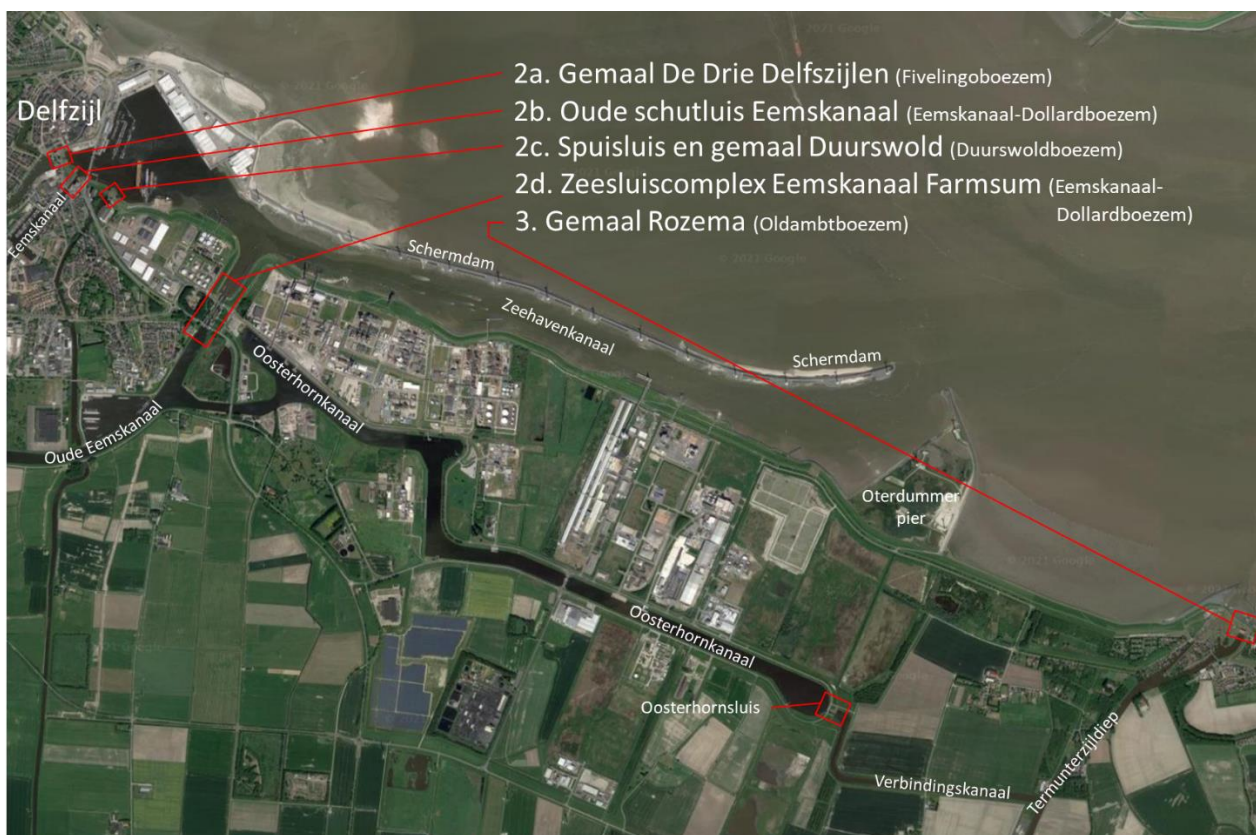 Delfzijl
2a. Gemaal De Drie Delfszijlen (Fivelingoboezem)
2b. Oude schutluis Eemskanaal (Eemskanaal-Dollardboezem)
2c. Spuisluis en gemaal Duurswold (Duurswoldboezem)
2d. Zeesluiscomplex Eemskanaal Farmsum (Eemskanaal-
Dollardboezem)
3. Gemaal Rozema (Oldambtboezem)
Eemskanaal
Schermdam
Zeehavenkanaal
Schermdam
Oosterhornkanaal
Oude Eemskanaal
Oterdummer
pier
Oosterhornkanaal
Oosterhornsluis
Verbindingskanaal
Termunterzijldiep